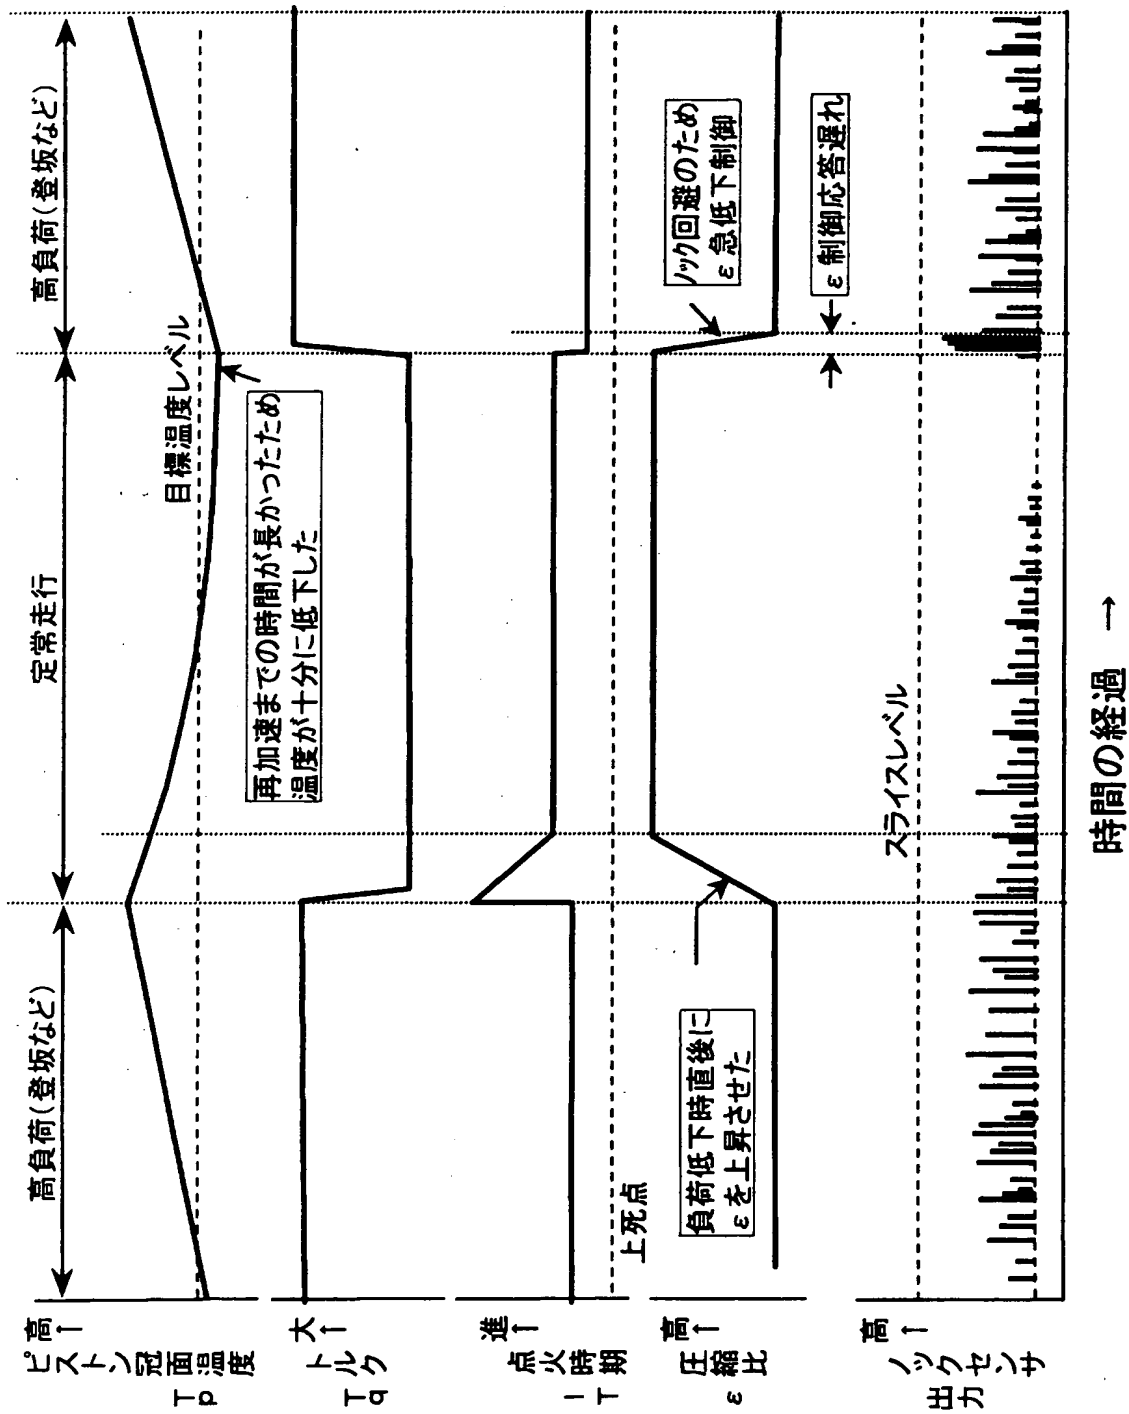 高負荷(登坂など)
定常走行
高負荷(登坂など)
高↑
ピストン冠面温度
Tp
目標温度レベル
再加速までの時間が長かったため
温度が十分に低下した
大↑
トルク
Tq
進↑
点火時期
IT
上死点
高↑
圧縮比
ε
負荷低下時直後に
εを上昇させた
ノック回避のため
ε急低下制御
ε制御応答遅れ
高↑
ノックセンサ
出力
スライスレベル
時間の経過 →